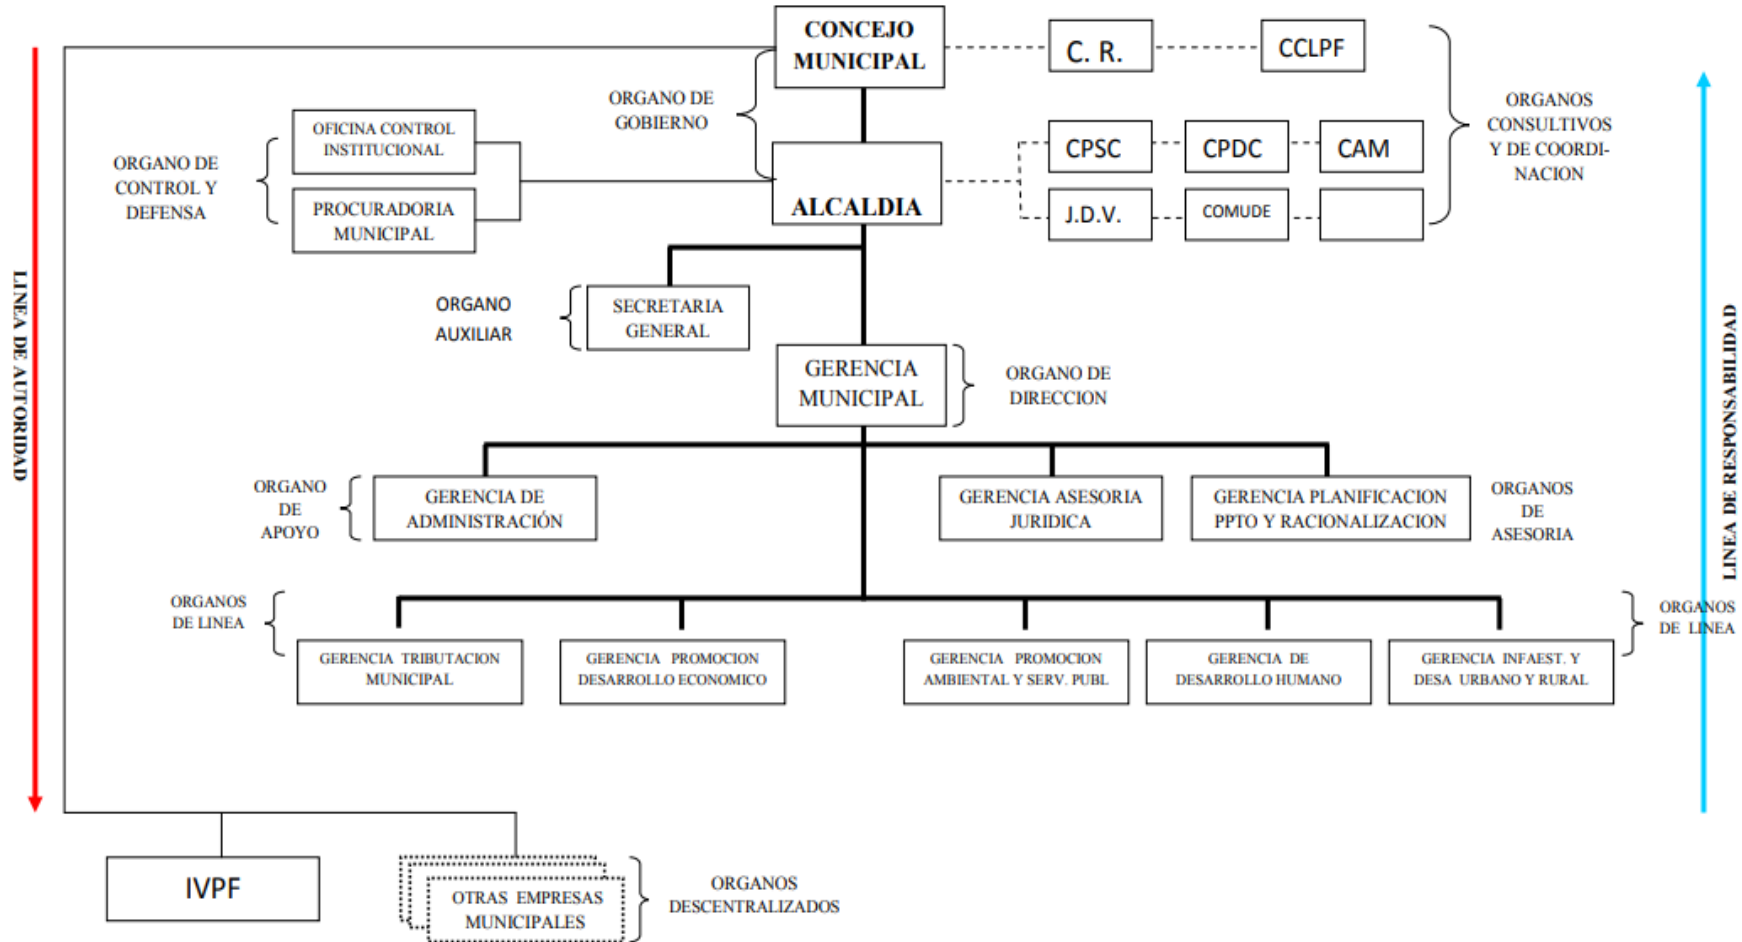 CONCEJO
MUNICIPAL
C. R.
CCLPF
ORGANO DE
GOBIERNO
ORGANOS
CONSULTIVOS
Y DE COORDI-
NACION
OFICINA CONTROL
INSTITUCIONAL
ORGANO DE
CONTROL Y
DEFENSA
PROCURADORIA
MUNICIPAL
ALCALDIA
CPSC
CPDC
CAM
J.D.V.
COMUDE
LINEA DE AUTORIDAD
LINEA DE RESPONSABILIDAD
ORGANO
AUXILIAR
SECRETARIA
GENERAL
GERENCIA
MUNICIPAL
ORGANO DE
DIRECCION
ORGANO
DE
APOYO
GERENCIA DE
ADMINISTRACIÓN
GERENCIA ASESORIA
JURIDICA
GERENCIA PLANIFICACION
PPTO Y RACIONALIZACION
ORGANOS
DE
ASESORIA
ORGANOS
DE LINEA
GERENCIA TRIBUTACION
MUNICIPAL
GERENCIA PROMOCION
DESARROLLO ECONOMICO
GERENCIA PROMOCION
AMBIENTAL Y SERV. PUBL
GERENCIA DE
DESARROLLO HUMANO
GERENCIA INFAEST. Y
DESA URBANO Y RURAL
ORGANOS
DE LINEA
IVPF
OTRAS EMPRESAS
MUNICIPALES
ORGANOS
DESCENTRALIZADOS